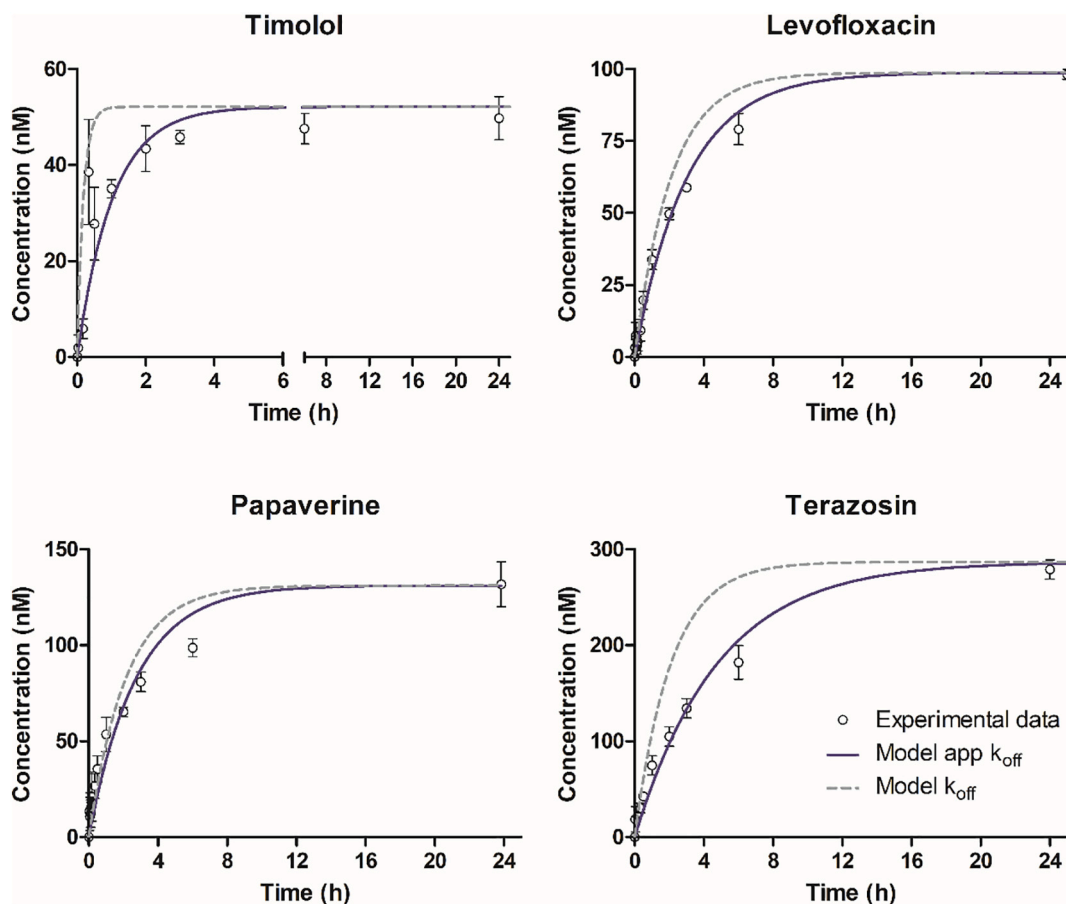 Timolol
Concentration (nM)
60
40
20
0
0 2 4 6 8 12 16 20 24
Time (h)
Levofloxacin
Concentration (nM)
100
75
50
25
0
0 4 8 12 16 20 24
Time (h)
Papaverine
Concentration (nM)
150
100
50
0
0 4 8 12 16 20 24
Time (h)
Terazosin
Concentration (nM)
300
200
100
0
Experimental data
Model app koff
Model koff
0 4 8 12 16 20 24
Time (h)